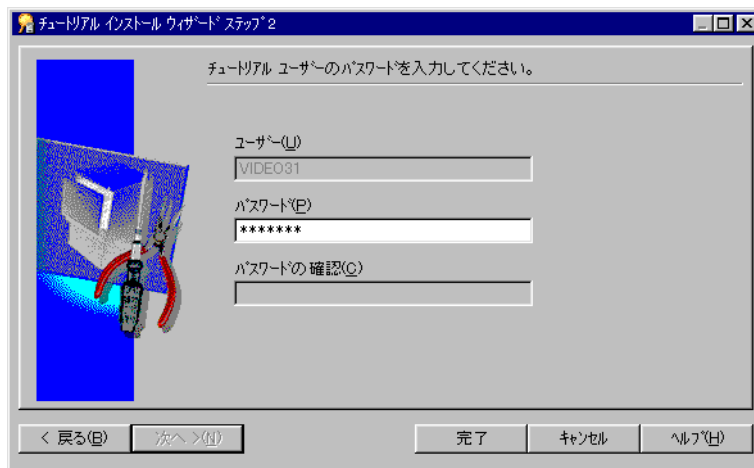 ﾁｭｰﾄﾘｱﾙ ｲﾝｽﾄｰﾙ ｳｨｻﾞｰﾄﾞ ｽﾃｯﾌﾟ2
ﾁｭｰﾄﾘｱﾙ ﾕｰｻﾞｰのﾊﾟｽﾜｰﾄﾞを入力してください。
ﾕｰｻﾞｰ(U)
VIDEO31
ﾊﾟｽﾜｰﾄﾞ(P)
*******
ﾊﾟｽﾜｰﾄﾞの確認(C)
< 戻る(B) 次へ >(N) 完了 ｷｬﾝｾﾙ ﾍﾙﾌﾟ(H)